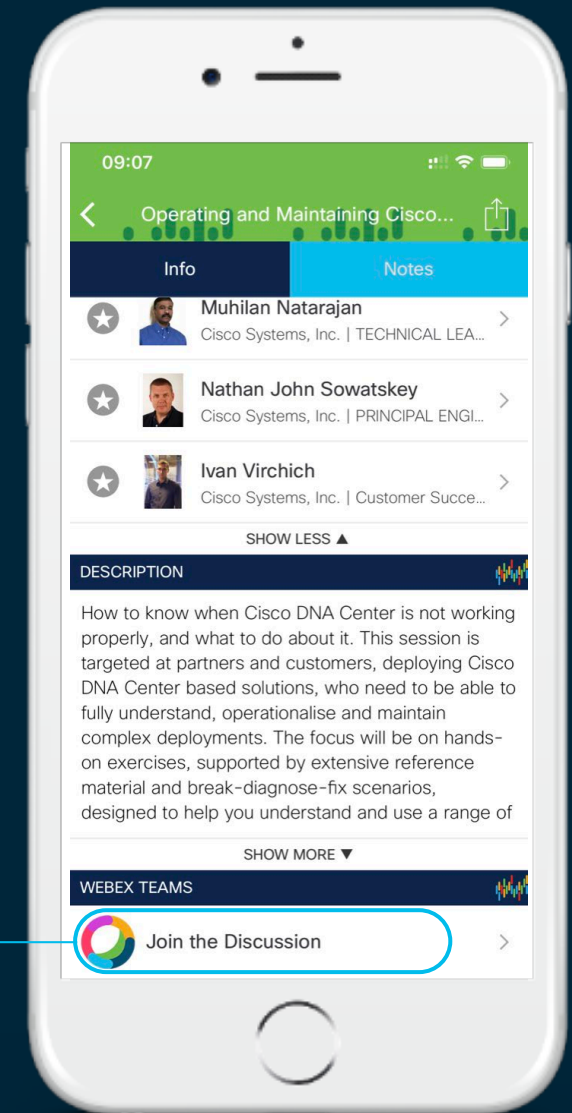 09:07
Operating and Maintaining Cisco...
Info
Notes
Muhilan Natarajan
Cisco Systems, Inc. | TECHNICAL LEA...
Nathan John Sowatskey
Cisco Systems, Inc. | PRINCIPAL ENGI...
Ivan Virchich
Cisco Systems, Inc. | Customer Succe...
SHOW LESS ▲
DESCRIPTION
How to know when Cisco DNA Center is not working
properly, and what to do about it. This session is
targeted at partners and customers, deploying Cisco
DNA Center based solutions, who need to be able to
fully understand, operationalise and maintain
complex deployments. The focus will be on hands-
on exercises, supported by extensive reference
material and break-diagnose-fix scenarios,
designed to help you understand and use a range of
SHOW MORE ▼
WEBEX TEAMS
Join the Discussion